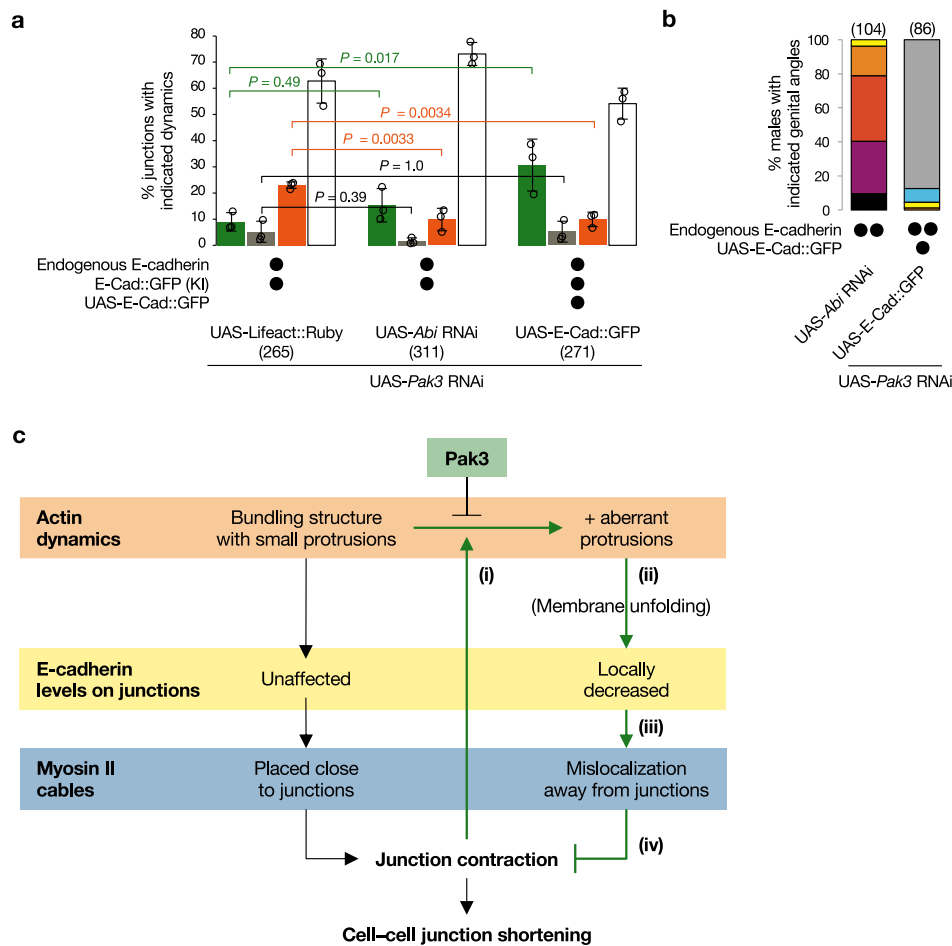 a
% junctions with
indicated dynamics
80
70
60
50
40
30
20
10
0
P = 0.017
P = 0.49
P = 0.0034
P = 0.0033
P = 1.0
P = 0.39
Endogenous E-cadherin
E-Cad::GFP (KI)
UAS-E-Cad::GFP
UAS-Lifeact::Ruby
(265)
UAS-Abi RNAi
(311)
UAS-E-Cad::GFP
(271)
UAS-Pak3 RNAi
b
% males with
indicated genital angles
(104) (86)
100
80
60
40
20
0
Endogenous E-cadherin
UAS-E-Cad::GFP
UAS-Abi RNAi
UAS-E-Cad::GFP
UAS-Pak3 RNAi
c
Pak3
Actin
dynamics
Bundling structure
with small protrusions
+ aberrant
protrusions
(i)
(ii)
(Membrane unfolding)
E-cadherin
levels on junctions
Unaffected
Locally
decreased
(iii)
Myosin II
cables
Placed close
to junctions
Mislocalization
away from junctions
(iv)
Junction contraction
Cell–cell junction shortening